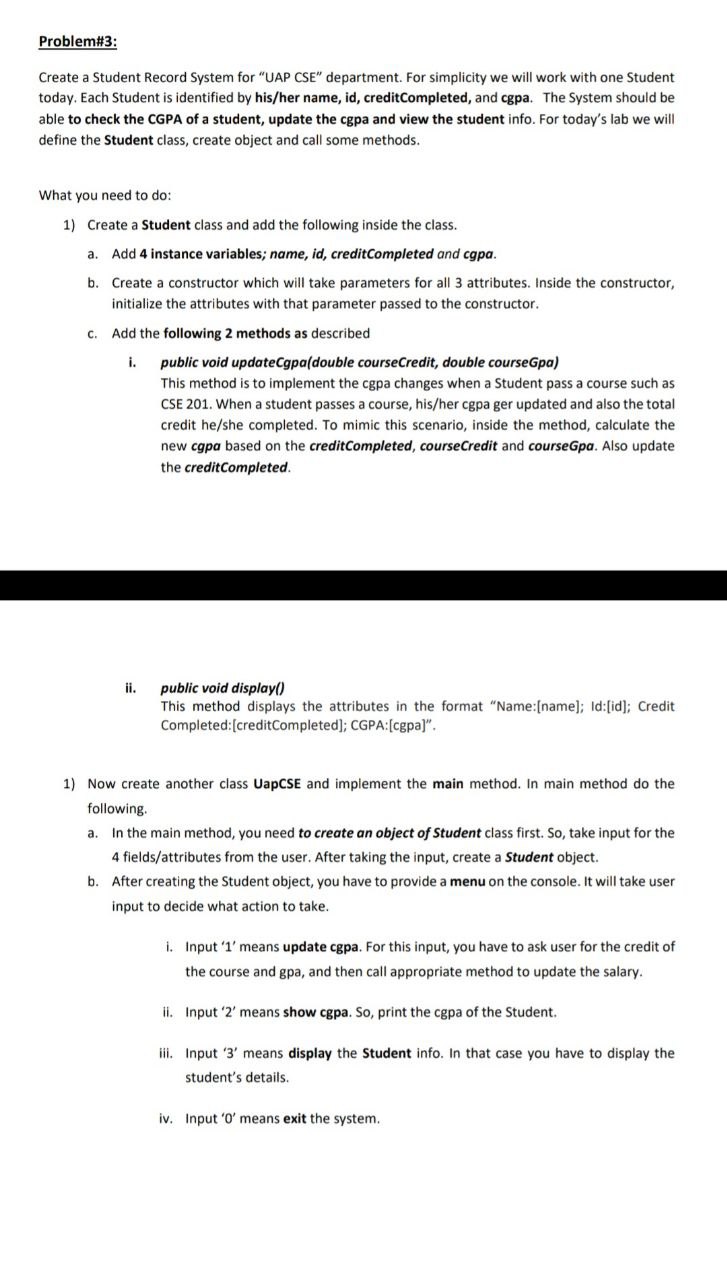 Problem#3:
Create a Student Record System for “UAP CSE” department. For simplicity we will work with one Student
today. Each Student is identified by his/her name, id, creditCompleted, and cgpa. The System should be
able to check the CGPA of a student, update the cgpa and view the student info. For today’s lab we will
define the Student class, create object and call some methods.
What you need to do:
1) Create a Student class and add the following inside the class.
a. Add 4 instance variables; name, id, creditCompleted and cgpa.
b. Create a constructor which will take parameters for all 3 attributes. Inside the constructor,
initialize the attributes with that parameter passed to the constructor.
c. Add the following 2 methods as described
i. public void updateCgpa(double courseCredit, double courseGpa)
This method is to implement the cgpa changes when a Student pass a course such as
CSE 201. When a student passes a course, his/her cgpa ger updated and also the total
credit he/she completed. To mimic this scenario, inside the method, calculate the
new cgpa based on the creditCompleted, courseCredit and courseGpa. Also update
the creditCompleted.
ii. public void display()
This method displays the attributes in the format “Name:[name]; Id:[id]; Credit
Completed:[creditCompleted]; CGPA:[cgpa]”.
1) Now create another class UapCSE and implement the main method. In main method do the
following.
a. In the main method, you need to create an object of Student class first. So, take input for the
4 fields/attributes from the user. After taking the input, create a Student object.
b. After creating the Student object, you have to provide a menu on the console. It will take user
input to decide what action to take.
i. Input ‘1’ means update cgpa. For this input, you have to ask user for the credit of
the course and gpa, and then call appropriate method to update the salary.
ii. Input ‘2’ means show cgpa. So, print the cgpa of the Student.
iii. Input ‘3’ means display the Student info. In that case you have to display the
student’s details.
iv. Input ‘0’ means exit the system.